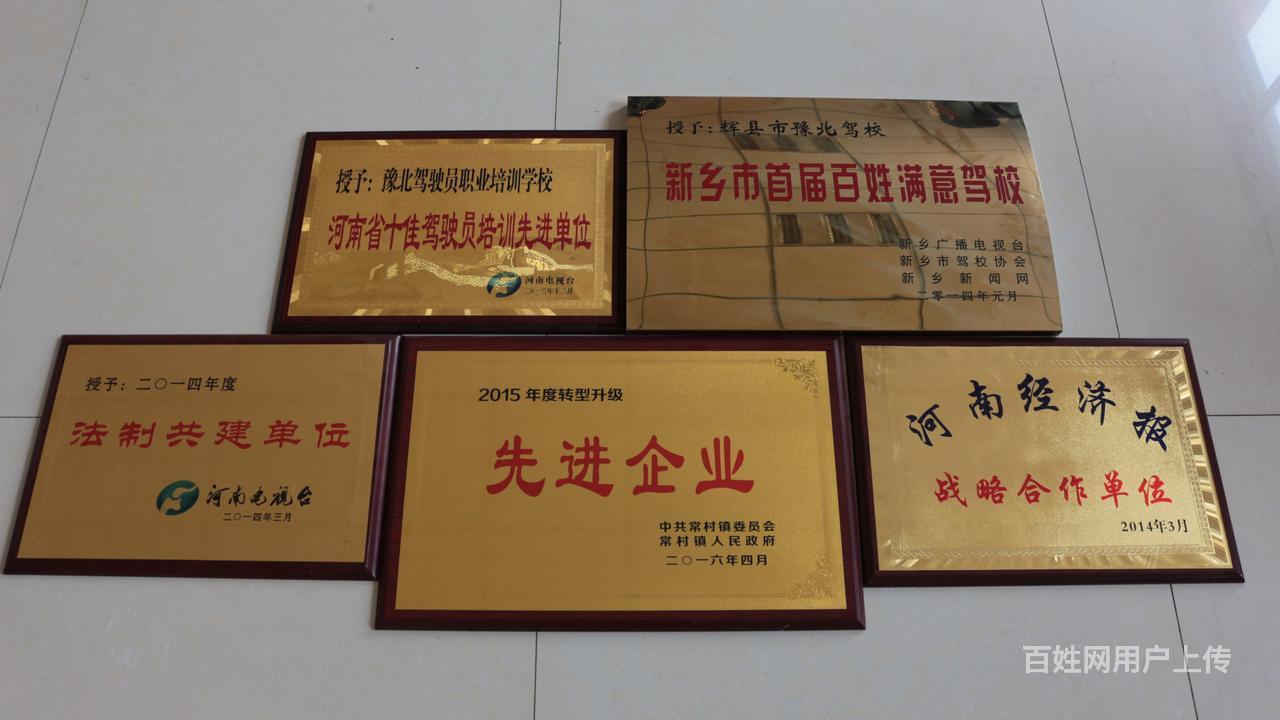 授予：豫北驾驶员职业培训学校
河南省十佳驾驶员培训先进单位
河南电视台
二〇一三年十二月
授予：辉县市豫北驾校
新乡市首届百姓满意驾校
新乡广播电视台
新乡市驾校协会
新乡新闻网
二零一四年元月
授予：二〇一四年度
法制共建单位
河南电视台
二〇一四年三月
2015年度转型升级
先进企业
中共常村镇委员会
常村镇人民政府
二〇一六年四月
河南经济报
战略合作单位
2014年3月
百姓网用户上传